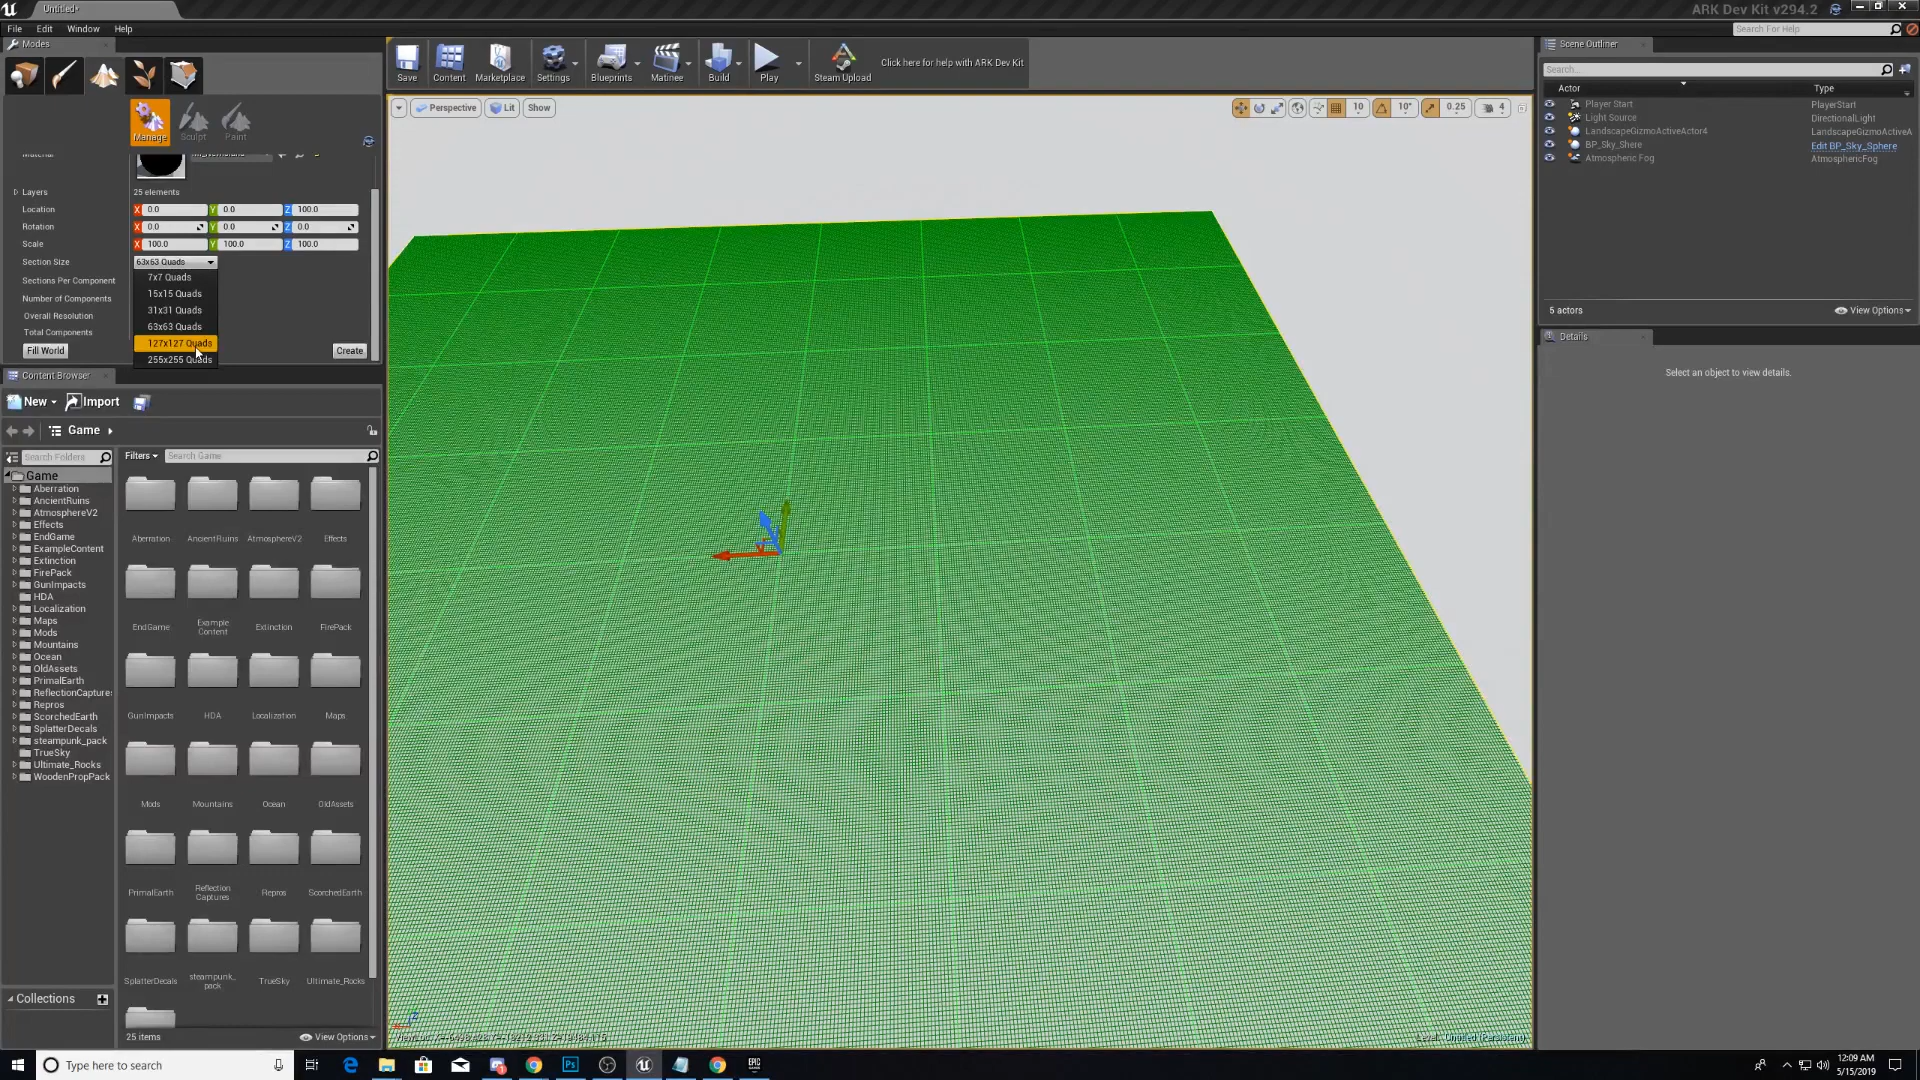 Untitled*
ARK Dev Kit v294.2
File Edit Window Help
Search For Help
Modes
Save Content Marketplace Settings Blueprints Matinee Build Play Steam Upload
Click here for help with ARK Dev Kit
Manage Sculpt Paint
Perspective Lit Show
10 10° 0.25 4
Material
Layers 25 elements
Location X 0.0 Y 0.0 Z 100.0
Rotation X 0.0 Y 0.0 Z 0.0
Scale X 100.0 Y 100.0 Z 100.0
Section Size 63x63 Quads
7x7 Quads
Sections Per Component
15x15 Quads
Number of Components
31x31 Quads
Overall Resolution
63x63 Quads
Total Components
127x127 Quads
Fill World
255x255 Quads
Create
Content Browser
New Import
Game
Search Folders
Filters Search Game
Game
Aberration
AncientRuins
AtmosphereV2
Effects
EndGame
ExampleContent
Extinction
FirePack
GunImpacts
HDA
Localization
Maps
Mods
Mountains
Ocean
OldAssets
PrimalEarth
ReflectionCaptures
Repros
ScorchedEarth
SplatterDecals
steampunk_pack
TrueSky
Ultimate_Rocks
WoodenPropPack
Aberration AncientRuins AtmosphereV2 Effects
EndGame Example Content Extinction FirePack
GunImpacts HDA Localization Maps
Mods Mountains Ocean OldAssets
PrimalEarth Reflection Captures Repros ScorchedEarth
SplatterDecals steampunk_pack TrueSky Ultimate_Rocks
Collections
25 items View Options
Level: Untitled (Persistent)
Scene Outliner
Search...
Actor Type
Player Start PlayerStart
Light Source DirectionalLight
LandscapeGizmoActiveActor4 LandscapeGizmoActiveA
BP_Sky_Shere Edit BP_Sky_Sphere
Atmospheric Fog AtmosphericFog
5 actors View Options
Details
Select an object to view details.
Type here to search
Ps
EPIC GAMES
12:09 AM
5/15/2019